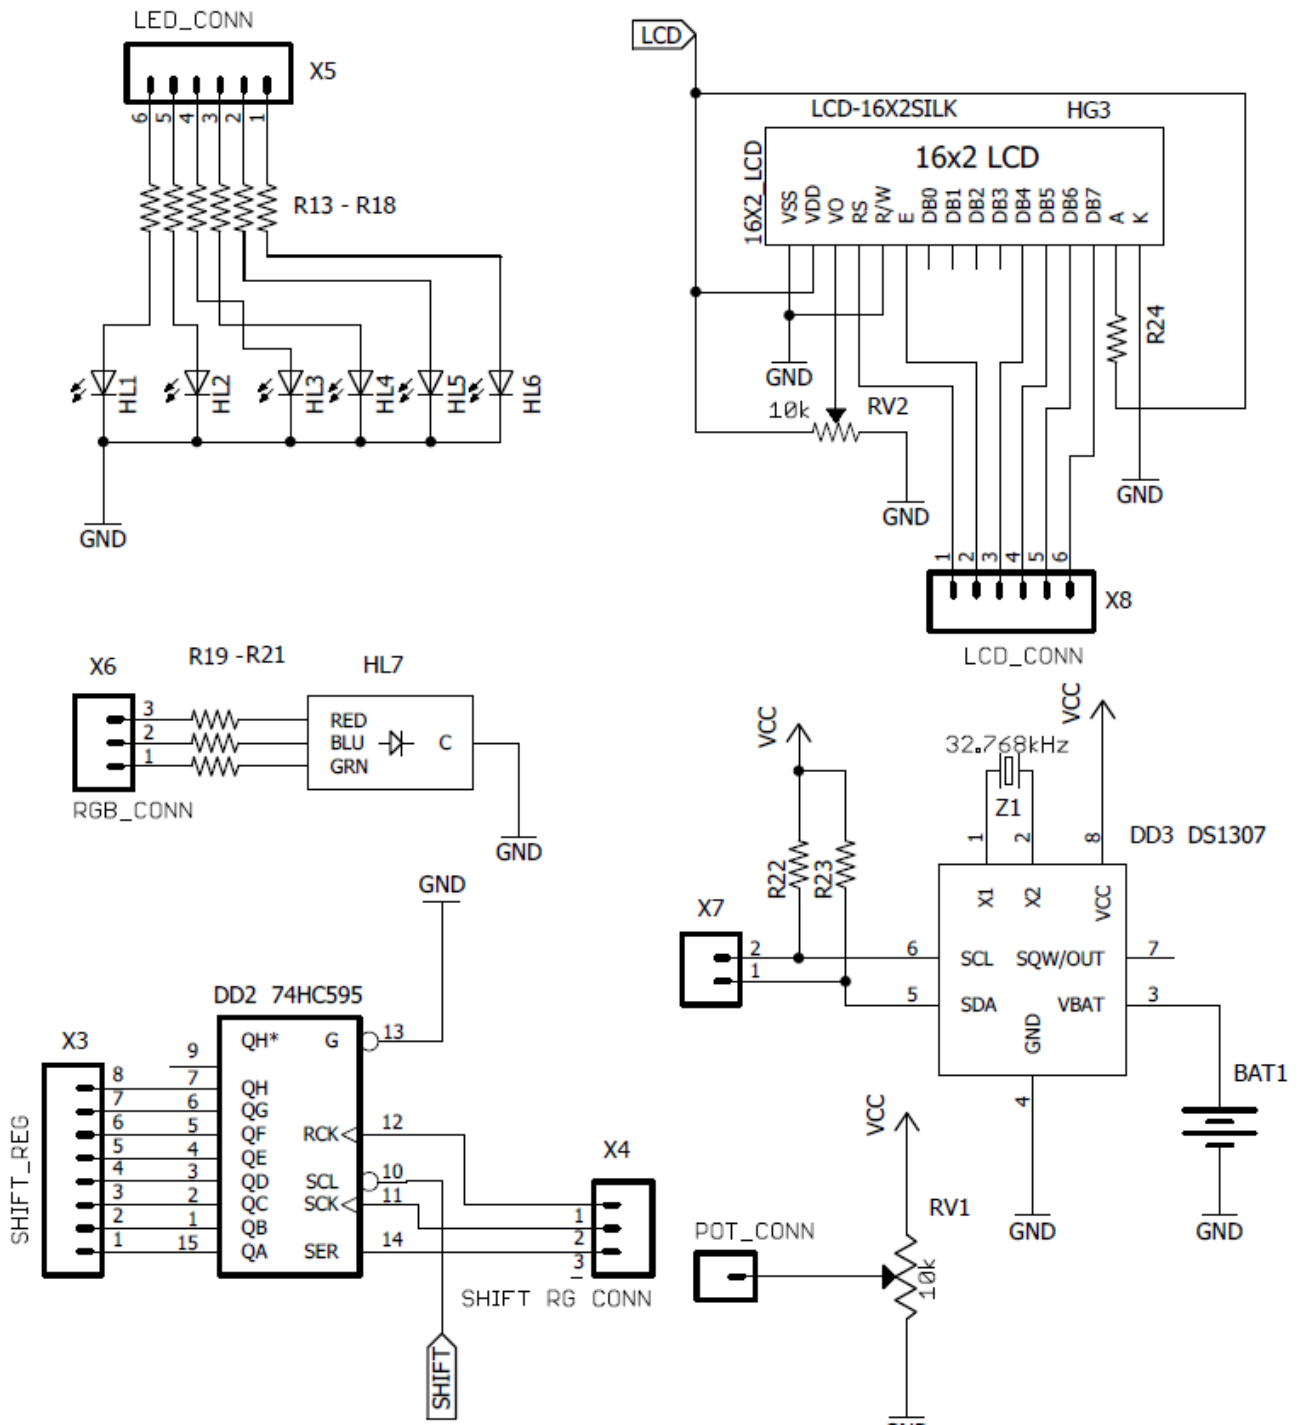 LED_CONN
X5
6 5 4 3 2 1
R13 - R18
HL1 HL2 HL3 HL4 HL5 HL6
GND
LCD
LCD-16X2SILK HG3
16X2_LCD
16x2 LCD
VSS VDD VO RS R/W E DB0 DB1 DB2 DB3 DB4 DB5 DB6 DB7 A K
R24
GND
10k RV2
GND
GND
1 2 3 4 5 6
X8
LCD_CONN
X6
R19 -R21
HL7
3 RED
2 BLU C
1 GRN
RGB_CONN
GND
VCC
VCC
32.768kHz
Z1
1 2 8
DD3 DS1307
R22 R23
X7
2
1
X1 X2 VCC
6 SCL SQW/OUT 7
5 SDA VBAT 3
GND
4
BAT1
GND
GND
GND
DD2 74HC595
X3
SHIFT_REG
9 QH* G 13
8 7 QH
7 6 QG
6 5 QF RCK 12
5 4 QE
4 3 QD SCL 10
3 2 QC SCK 11
2 1 QB
1 15 QA SER 14
X4
1
2
3
SHIFT_RG_CONN
SHIFT
VCC
RV1
10k
POT_CONN
GND